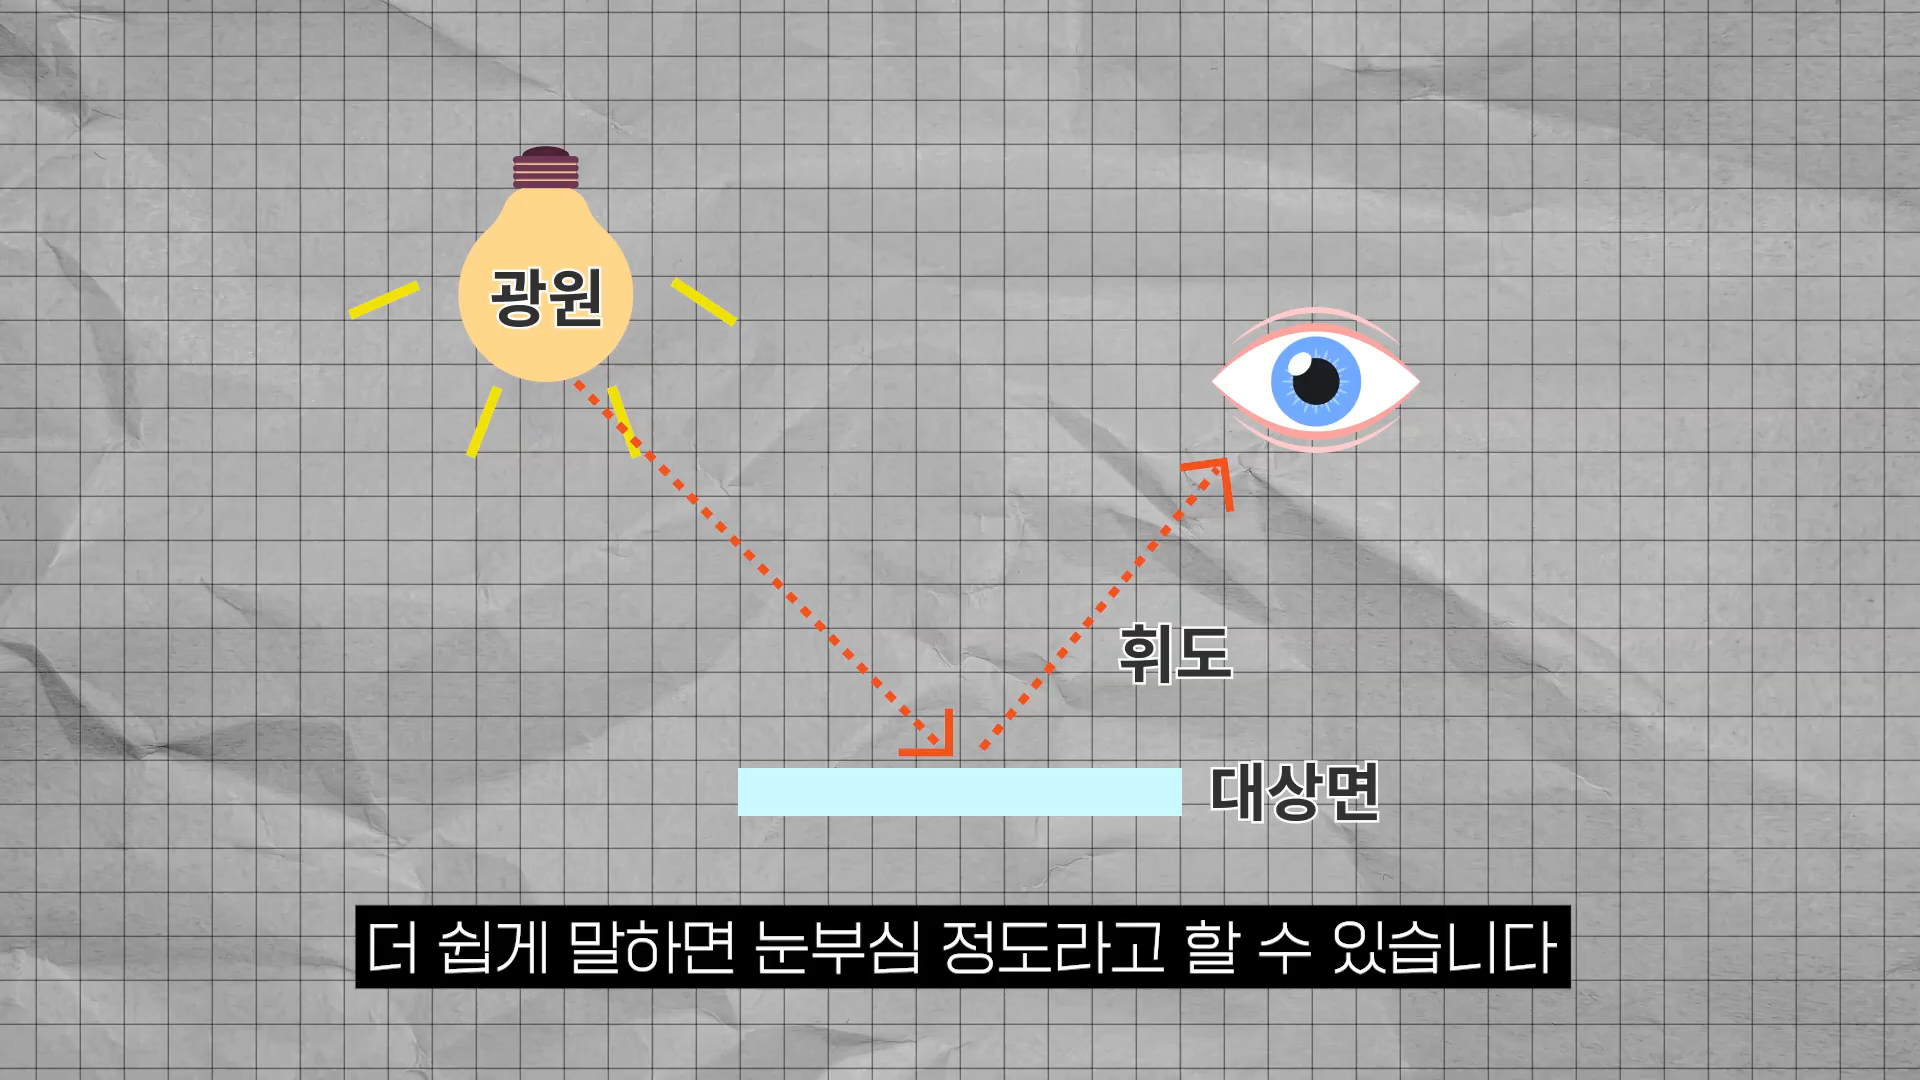 광원
휘도
대상면
더 쉽게 말하면 눈부심 정도라고 할 수 있습니다